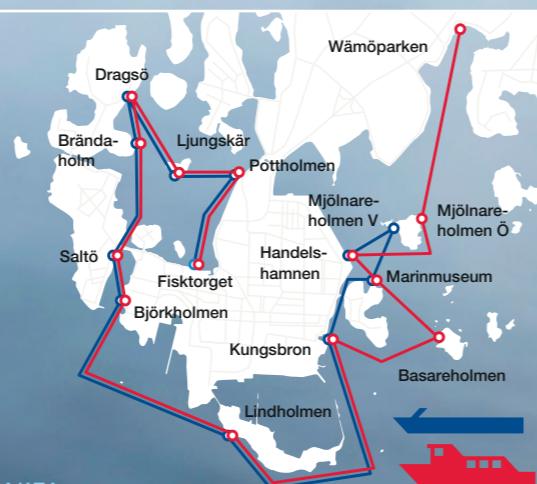 Wämöparken
Dragsö
Brända-
holm
Ljungskär
Pottholmen
Mjölnare-
holmen V
Mjölnare-
holmen Ö
Saltö
Handels-
hamnen
Fisktorget
Marinmuseum
Björkholmen
Kungsbron
Basareholmen
Lindholmen